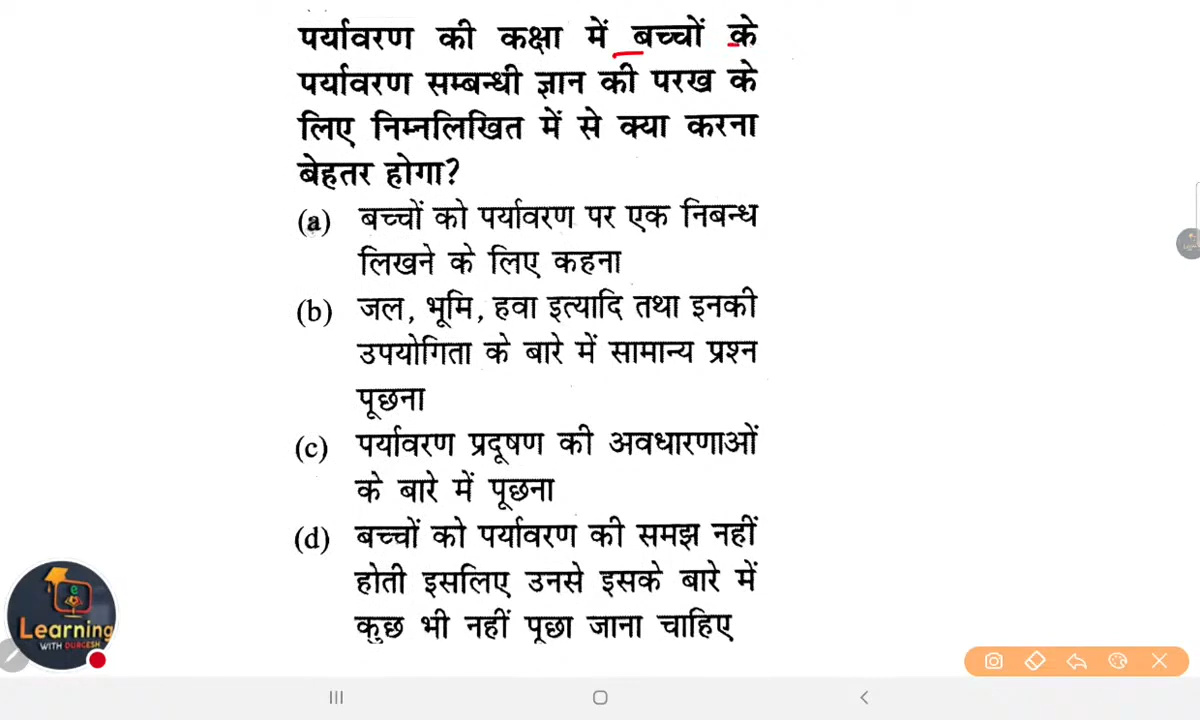 पर्यावरण की कक्षा में बच्चों के
पर्यावरण सम्बन्धी ज्ञान की परख के
लिए निम्नलिखित में से क्या करना
बेहतर होगा?
(a) बच्चों को पर्यावरण पर एक निबन्ध
लिखने के लिए कहना
(b) जल, भूमि, हवा इत्यादि तथा इनकी
उपयोगिता के बारे में सामान्य प्रश्न
पूछना
(c) पर्यावरण प्रदूषण की अवधारणाओं
के बारे में पूछना
(d) बच्चों को पर्यावरण की समझ नहीं
होती इसलिए उनसे इसके बारे में
कुछ भी नहीं पूछा जाना चाहिए
e
Learning
WITH DURGESH